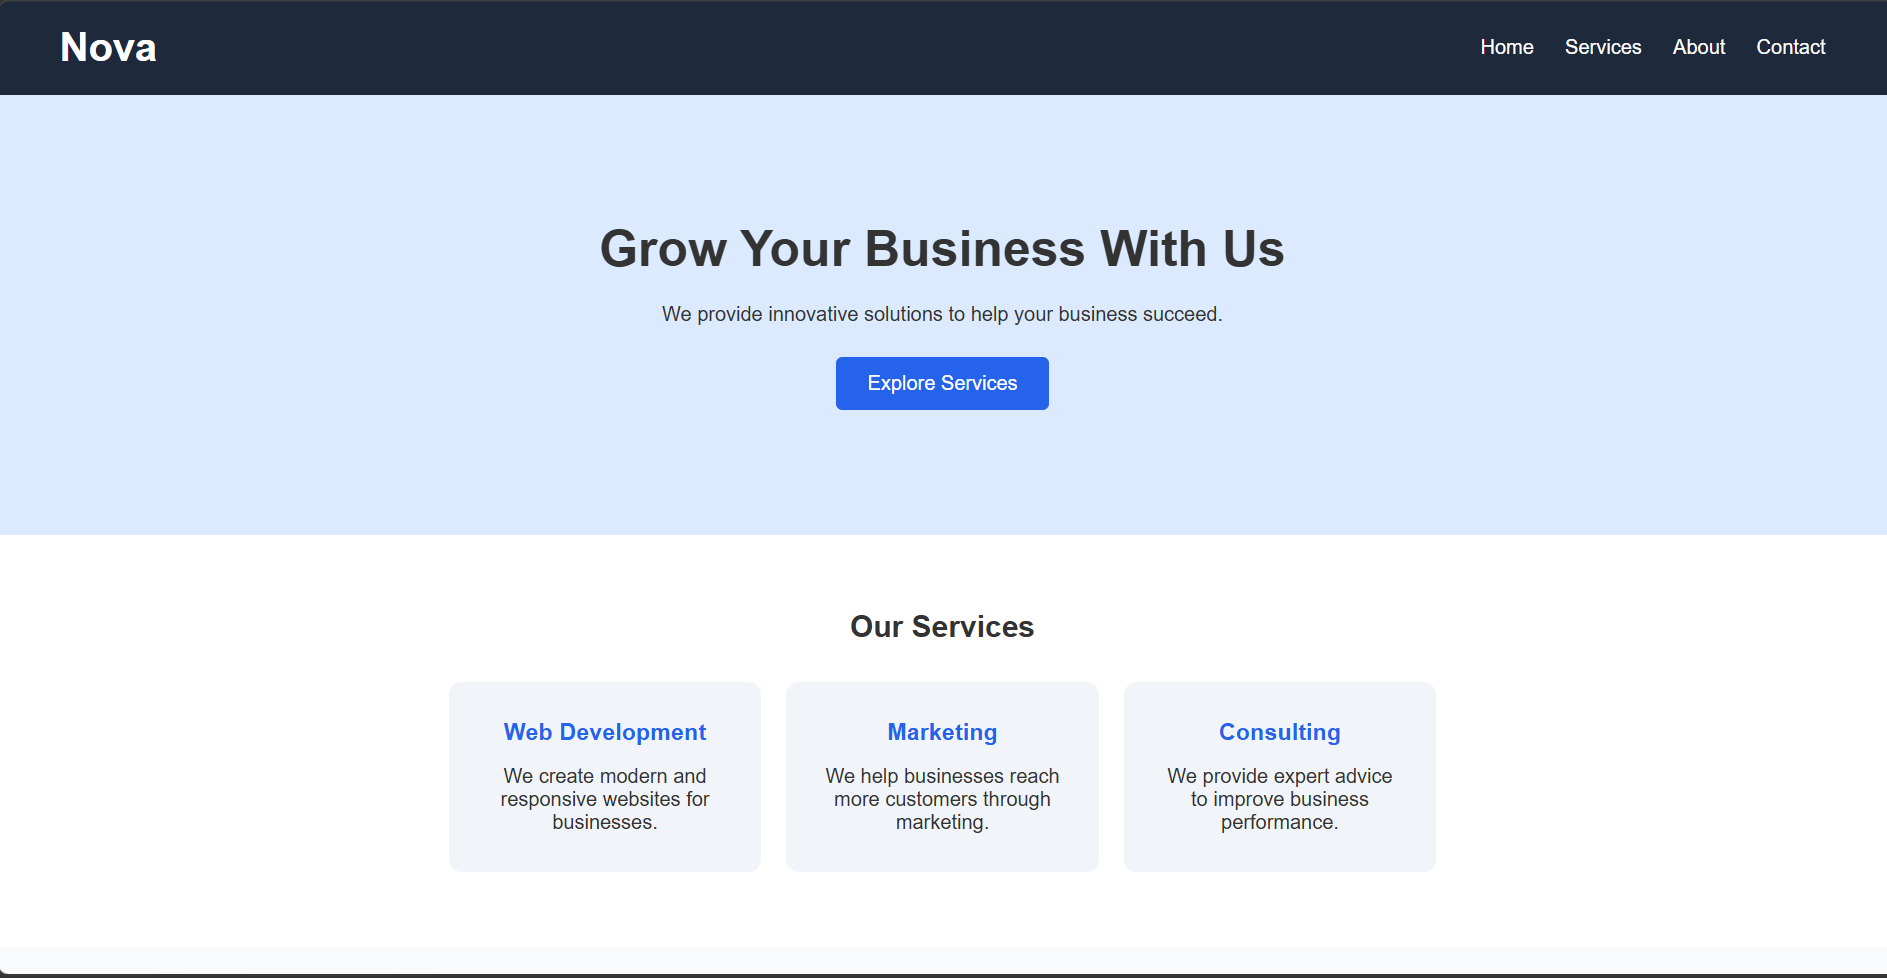 Nova
Home Services About Contact
Grow Your Business With Us
We provide innovative solutions to help your business succeed.
Explore Services
Our Services
Web Development
We create modern and
responsive websites for
businesses.
Marketing
We help businesses reach
more customers through
marketing.
Consulting
We provide expert advice
to improve business
performance.